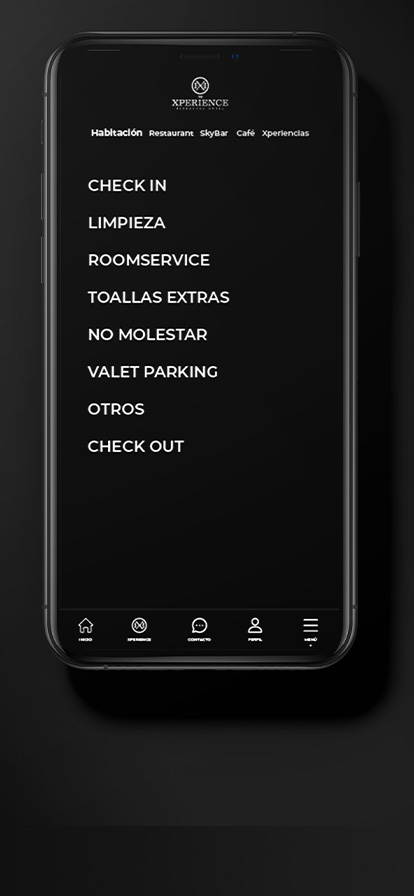 XPERIENCE
Habitación Restaurant SkyBar Café Xperiencias
CHECK IN
LIMPIEZA
ROOMSERVICE
TOALLAS EXTRAS
NO MOLESTAR
VALET PARKING
OTROS
CHECK OUT
INICIO XPERIENCE CONTACTO PERFIL MENÚ